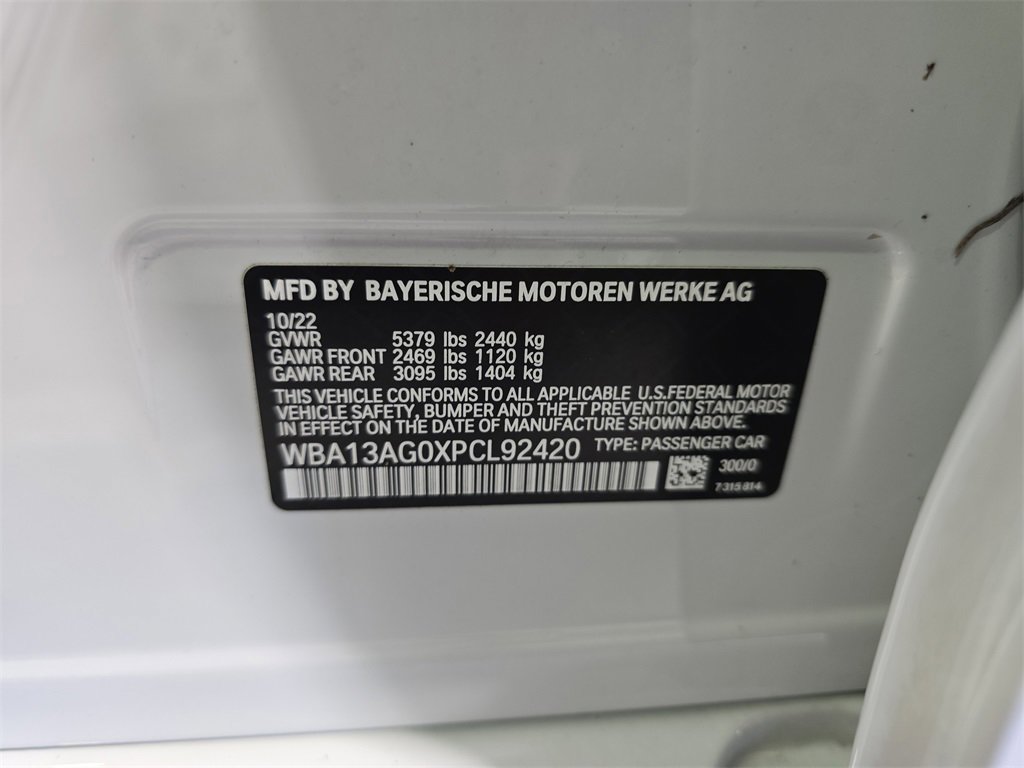 MFD BY BAYERISCHE MOTOREN WERKE AG
10/22
GVWR 5379 lbs 2440 kg
GAWR FRONT 2469 lbs 1120 kg
GAWR REAR 3095 lbs 1404 kg
THIS VEHICLE CONFORMS TO ALL APPLICABLE U.S.FEDERAL MOTOR
VEHICLE SAFETY, BUMPER AND THEFT PREVENTION STANDARDS
IN EFFECT ON THE DATE OF MANUFACTURE SHOWN ABOVE.
WBA13AG0XPCL92420 TYPE: PASSENGER CAR
300/0
7315814